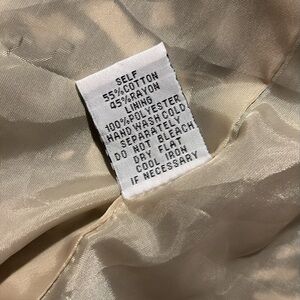 SELF
55%COTTON
45%RAYON
LINING
100%POLYESTER
HAND WASH COLD
SEPARATELY
DO NOT BLEACH
DRY FLAT
COOL IRON
IF NECESSARY